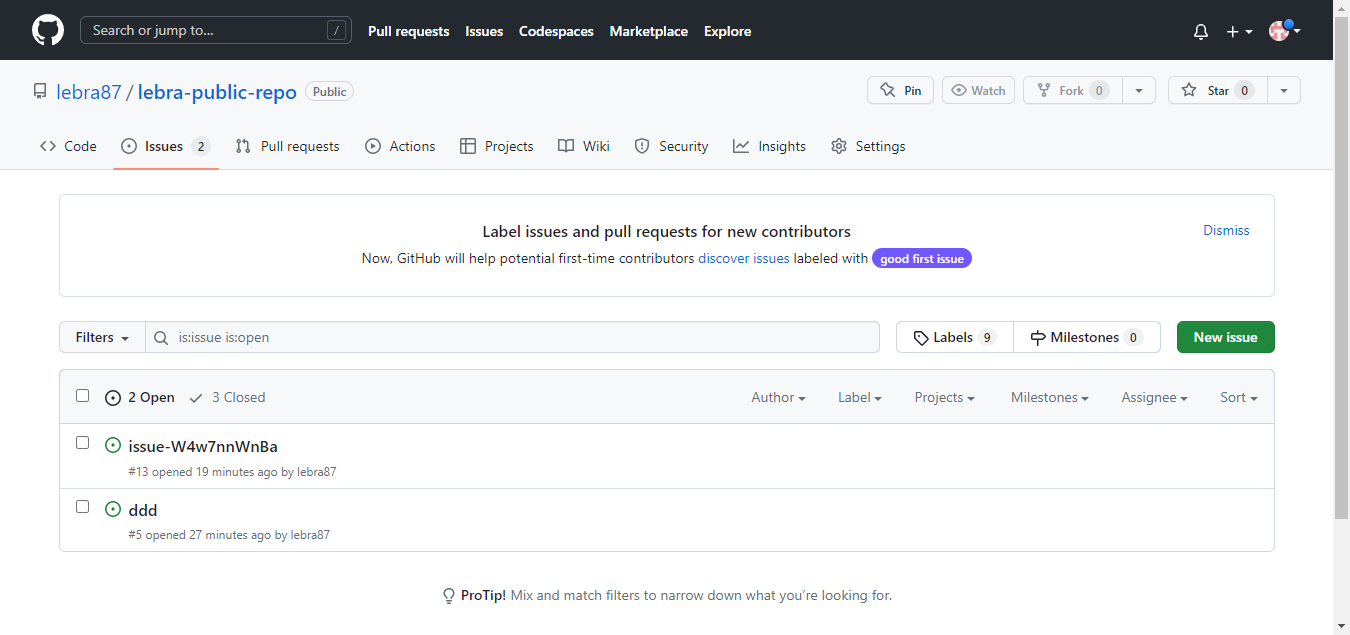 Search or jump to... / Pull requests Issues Codespaces Marketplace Explore
lebra87 / lebra-public-repo Public Pin Watch Fork 0 Star 0
Code Issues 2 Pull requests Actions Projects Wiki Security Insights Settings
Label issues and pull requests for new contributors Dismiss
Now, GitHub will help potential first-time contributors discover issues labeled with good first issue
Filters is:issue is:open Labels 9 Milestones 0 New issue
2 Open 3 Closed Author Label Projects Milestones Assignee Sort
issue-W4w7nnWnBa
#13 opened 19 minutes ago by lebra87
ddd
#5 opened 27 minutes ago by lebra87
ProTip! Mix and match filters to narrow down what you’re looking for.